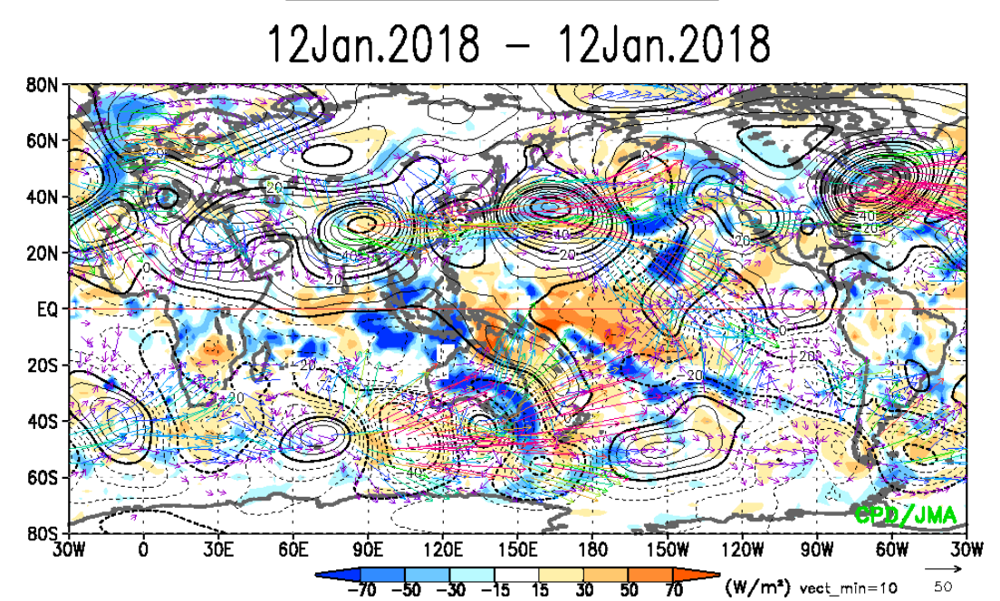 12Jan.2018 - 12Jan.2018
80N
60N
40N
20N
EQ
20S
40S
60S
80S
CPD/JMA
30W 0 30E 60E 90E 120E 150E 180 150W 120W 90W 60W 30W
-70 -50 -30 -15 15 30 50 70 (W/m²) vect_min=10 50